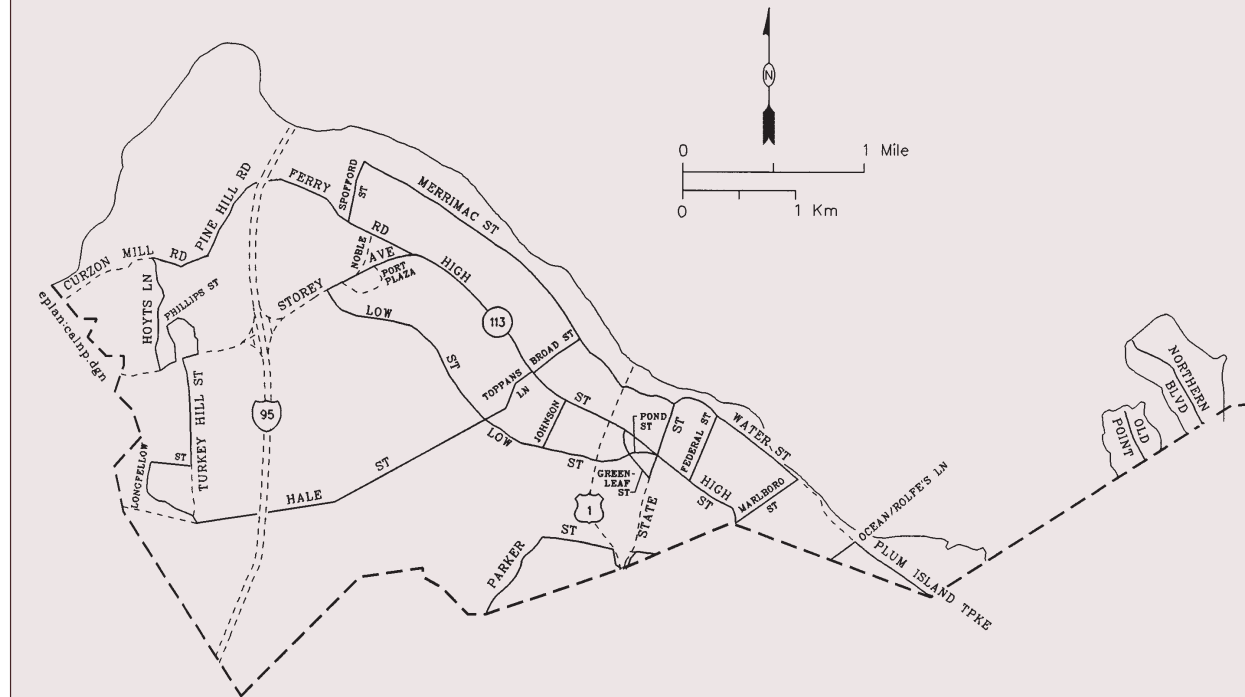 N
0 1 Mile
0 1 Km
CURZON MILL RD
PINE HILL RD
FERRY RD
SPOFFORD ST
MERRIMAC ST
NOBLE
STOREY AVE
PORT PLAZA
HIGH ST
113
HOYTS LN
PHILLIPS ST
eplan:calnp.dgn
LOW ST
TOPPANS LN
BROAD ST
JOHNSON
TURKEY HILL ST
95
LONGFELLOW ST
HALE ST
LOW ST
POND ST
GREEN-
LEAF
ST
STATE ST
FEDERAL ST
WATER ST
HIGH ST
MARLBORO ST
1
PARKER ST
OCEAN/ROLFE'S LN
PLUM ISLAND TPKE
OLD POINT
NORTHERN BLVD